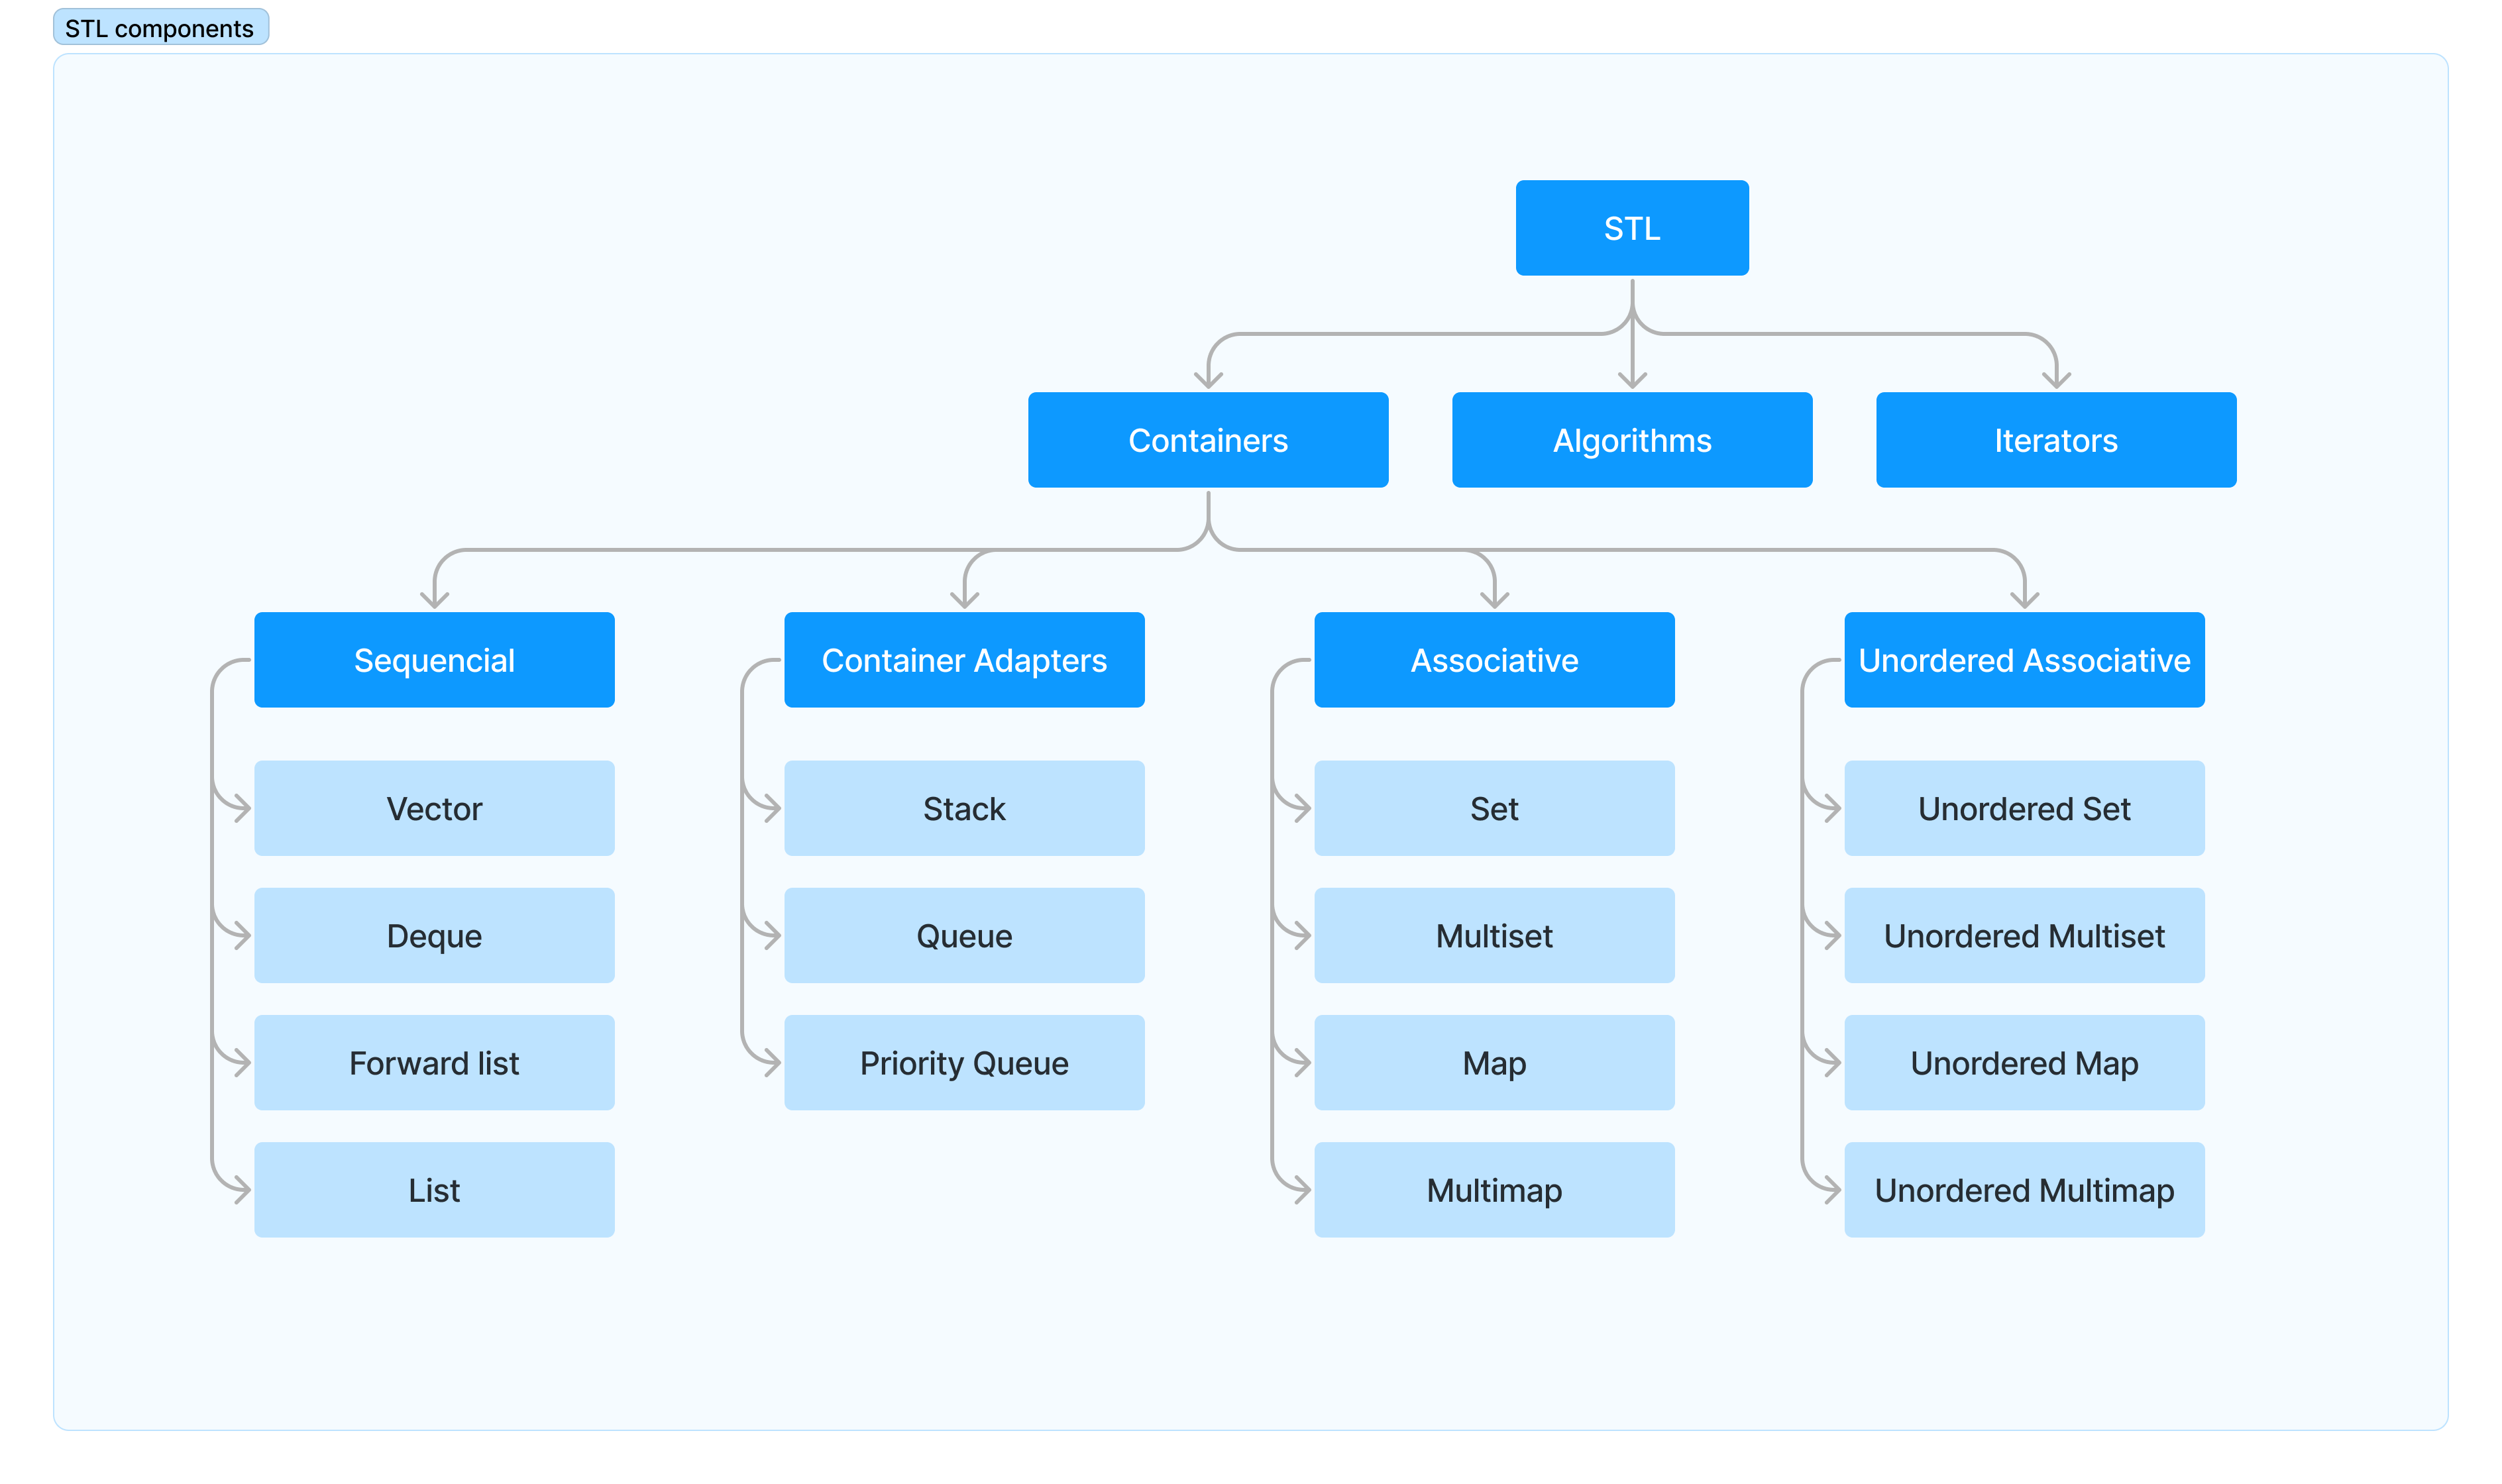 STL components
STL
Containers
Algorithms
Iterators
Sequencial
Container Adapters
Associative
Unordered Associative
Vector
Stack
Set
Unordered Set
Deque
Queue
Multiset
Unordered Multiset
Forward list
Priority Queue
Map
Unordered Map
List
Multimap
Unordered Multimap